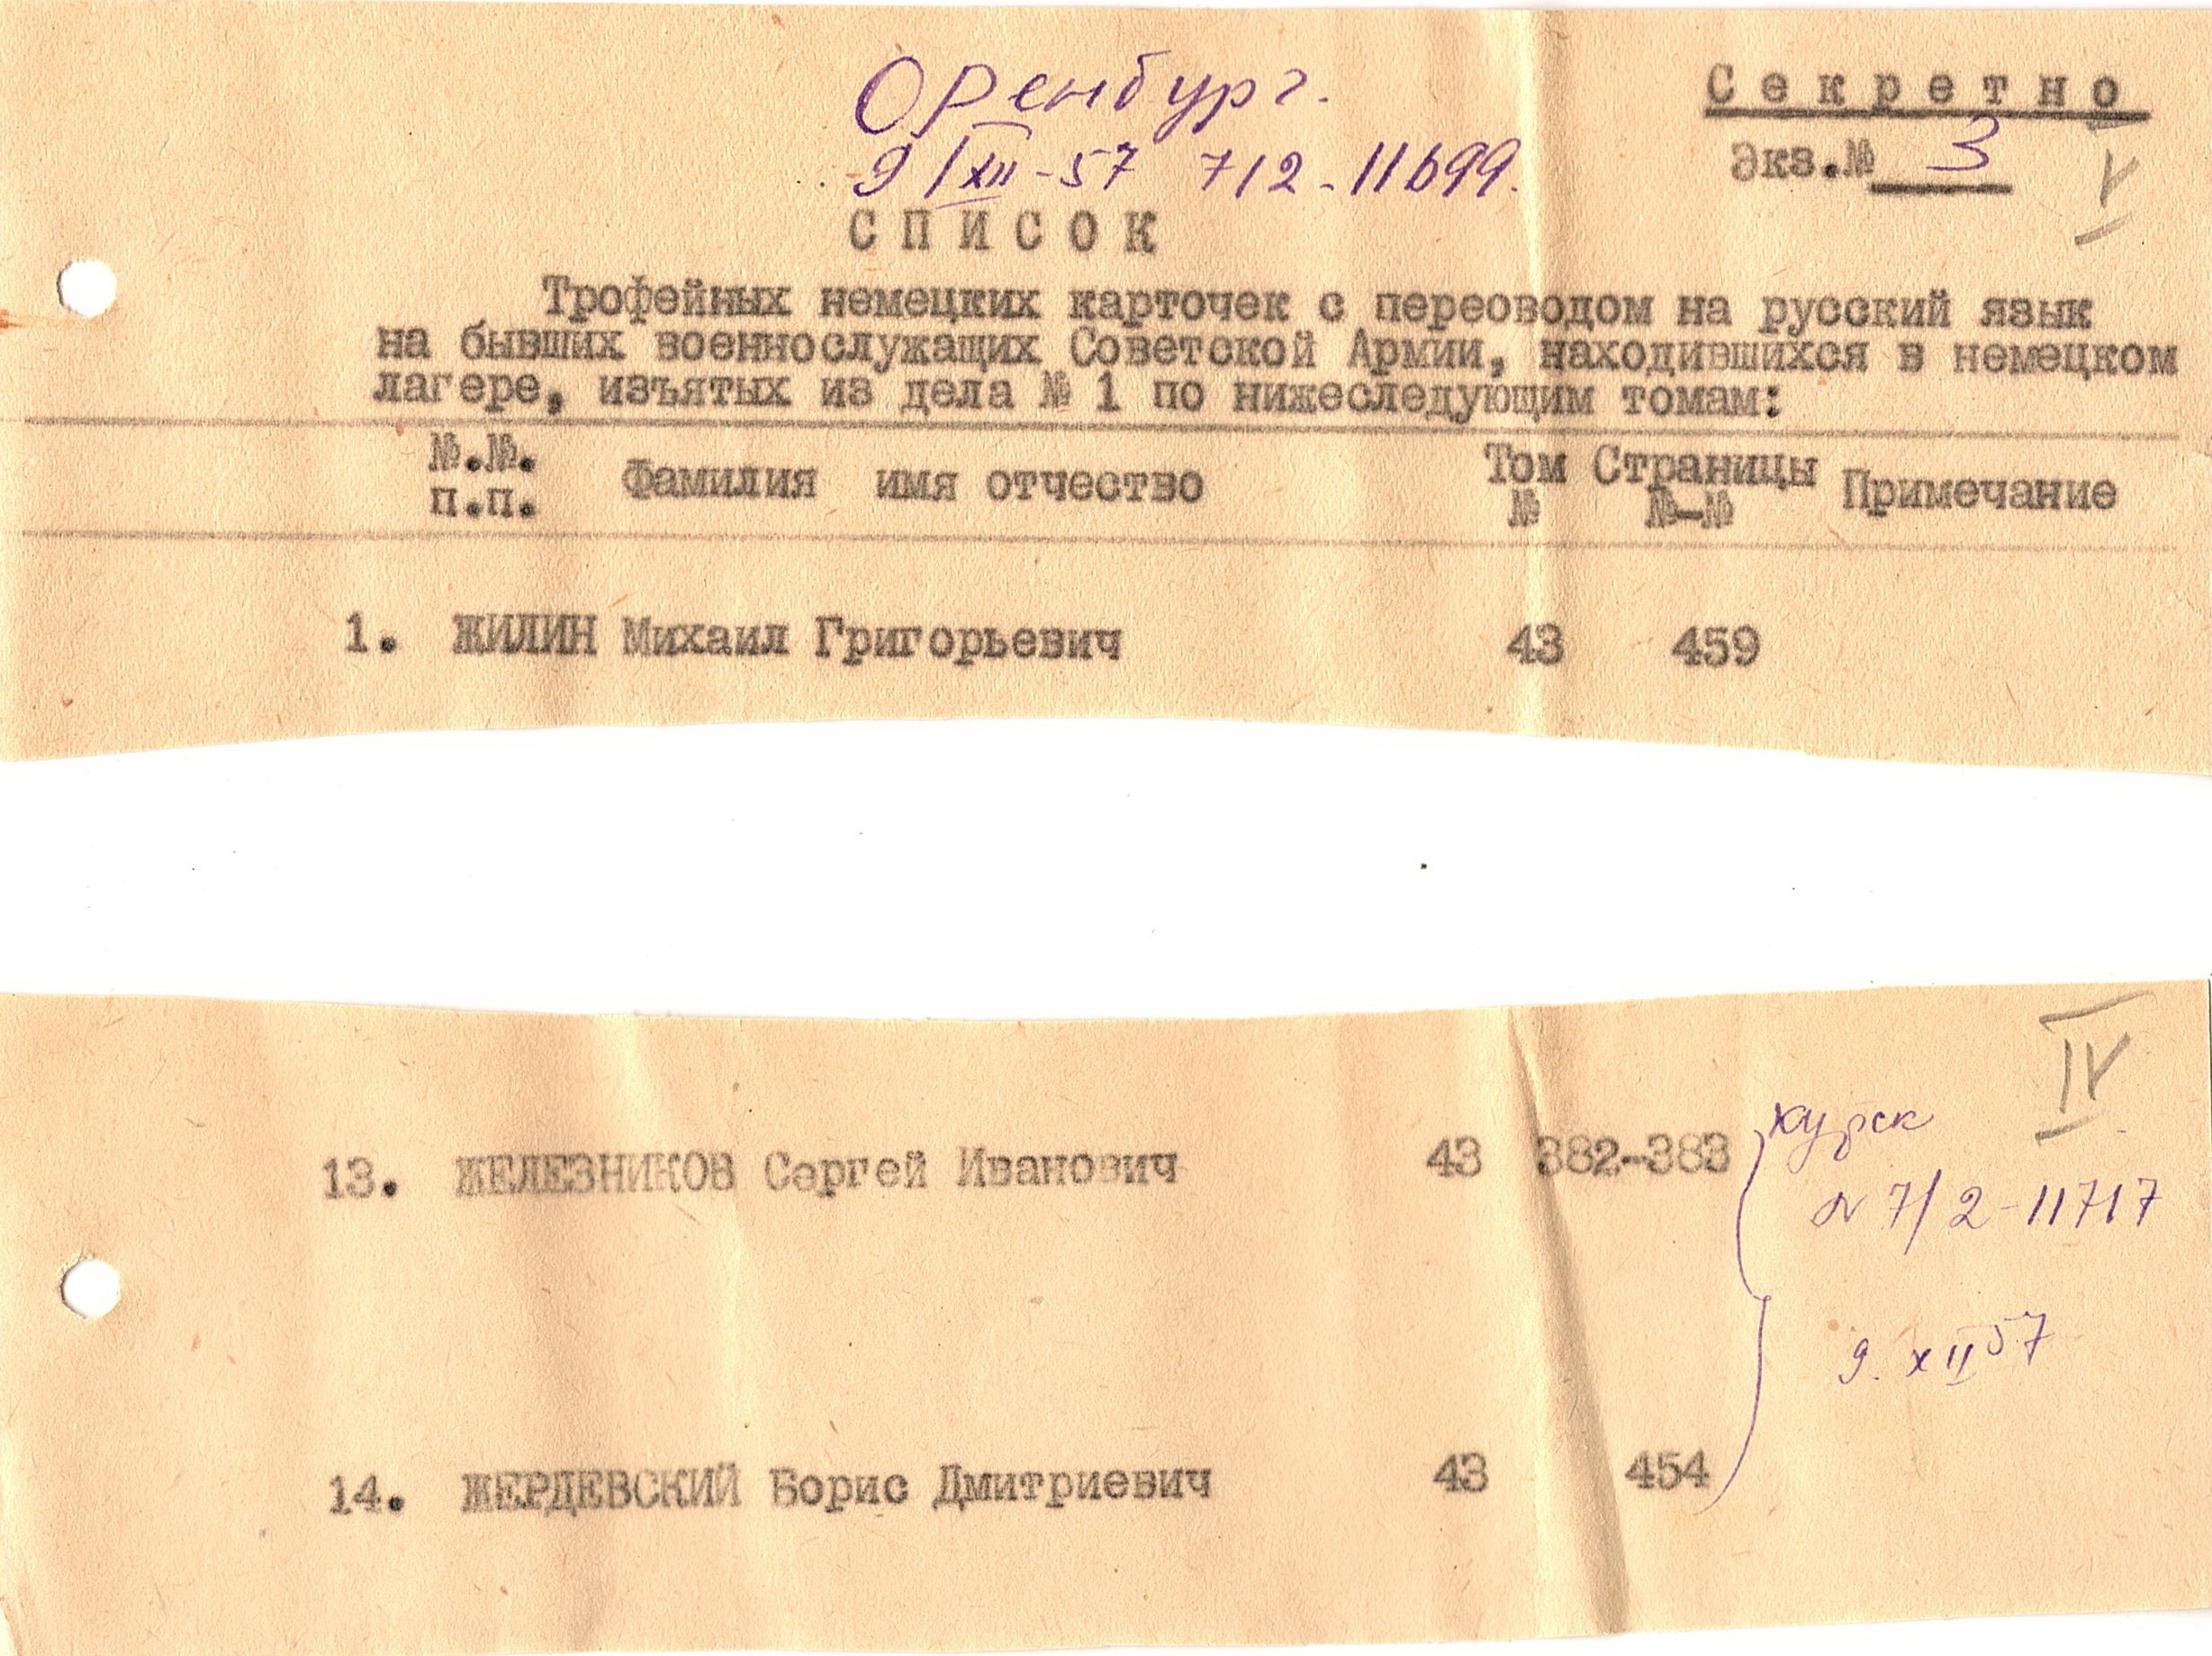 Оренбург.
Секретно
9/XII-57 7/2-11699.
Экз.№ 3
V
СПИСОК
Трофейных немецких карточек с переоводом на русский язык
на бывших военнослужащих Советской Армии, находившихся в немецком
лагере, изъятых из дела № 1 по нижеследующим томам:
№.№. п.п. Фамилия имя отчество Том № Страницы №-№ Примечание
1. ЖИЛИН Михаил Григорьевич 43 459
IV
Курск
13. ЖЕЛЕЗНИКОВ Сергей Иванович 43 382-383
N 7/2-11717
9. XII 57
14. ЖЕРДЕВСКИЙ Борис Дмитриевич 43 454